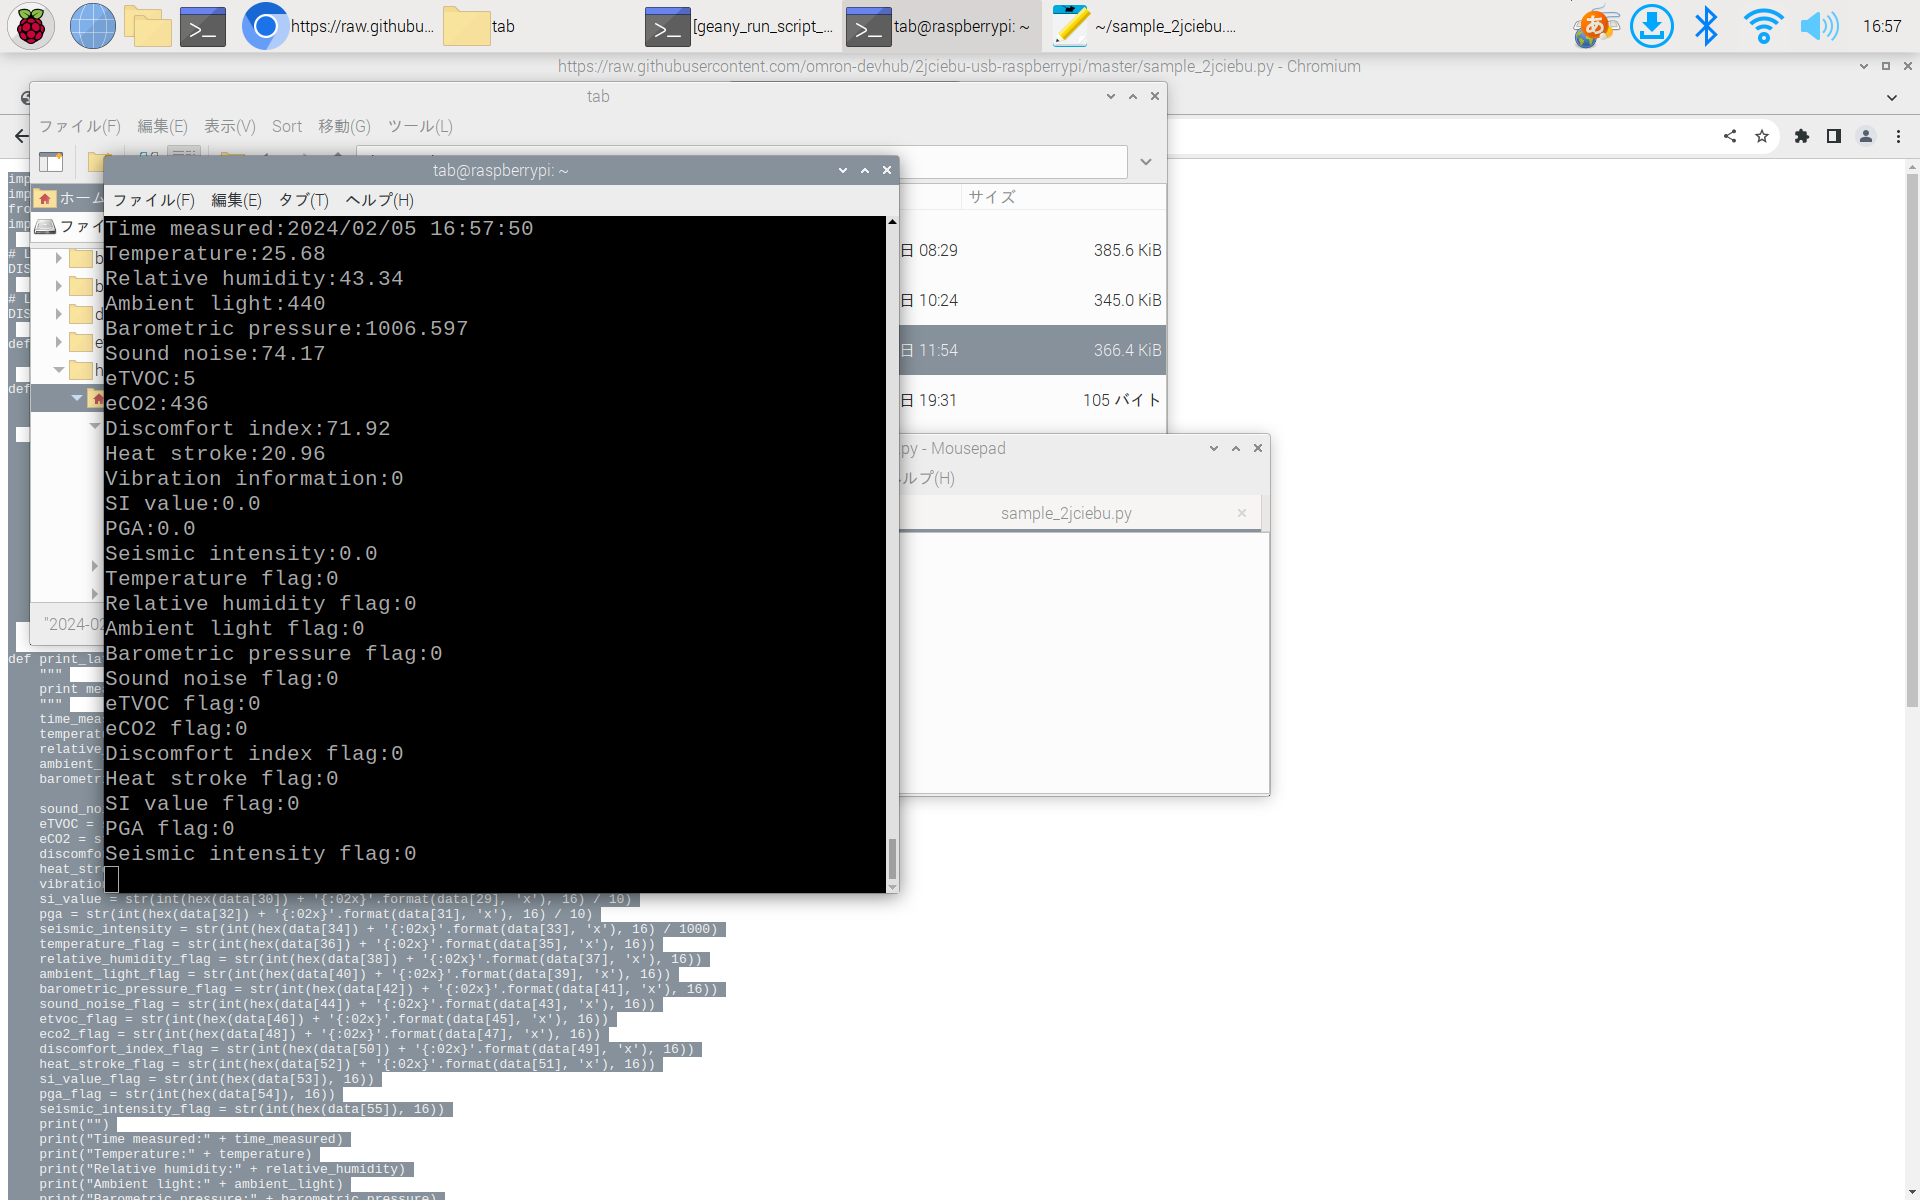 https://raw.githubu...
tab
[geany_run_script_...
tab@raspberrypi: ~
~/sample_2jciebu....
16:57
https://raw.githubusercontent.com/omron-devhub/2jciebu-usb-raspberrypi/master/sample_2jciebu.py - Chromium
tab
ファイル(F) 編集(E) 表示(V) Sort 移動(G) ツール(L)
サイズ
日 08:29 385.6 KiB
日 10:24 345.0 KiB
日 11:54 366.4 KiB
日 19:31 105 バイト
ホーム
ファイ
"2024-02
tab@raspberrypi: ~
ファイル(F) 編集(E) タブ(T) ヘルプ(H)
Time measured:2024/02/05 16:57:50
Temperature:25.68
Relative humidity:43.34
Ambient light:440
Barometric pressure:1006.597
Sound noise:74.17
eTVOC:5
eCO2:436
Discomfort index:71.92
Heat stroke:20.96
Vibration information:0
SI value:0.0
PGA:0.0
Seismic intensity:0.0
Temperature flag:0
Relative humidity flag:0
Ambient light flag:0
Barometric pressure flag:0
Sound noise flag:0
eTVOC flag:0
eCO2 flag:0
Discomfort index flag:0
Heat stroke flag:0
SI value flag:0
PGA flag:0
Seismic intensity flag:0
.py - Mousepad
ルプ(H)
sample_2jciebu.py
imp
imp
fro
imp
# L
DIS
# L
DIS
def
def
def print_la
"""
print mea
"""
time_meas
temperat
relative_
ambient_
barometr
sound_no
eTVOC =
eCO2 = s
discomfo
heat_str
vibratio
si_value = str(int(hex(data[30]) + '{:02x}'.format(data[29], 'x'), 16) / 10)
pga = str(int(hex(data[32]) + '{:02x}'.format(data[31], 'x'), 16) / 10)
seismic_intensity = str(int(hex(data[34]) + '{:02x}'.format(data[33], 'x'), 16) / 1000)
temperature_flag = str(int(hex(data[36]) + '{:02x}'.format(data[35], 'x'), 16))
relative_humidity_flag = str(int(hex(data[38]) + '{:02x}'.format(data[37], 'x'), 16))
ambient_light_flag = str(int(hex(data[40]) + '{:02x}'.format(data[39], 'x'), 16))
barometric_pressure_flag = str(int(hex(data[42]) + '{:02x}'.format(data[41], 'x'), 16))
sound_noise_flag = str(int(hex(data[44]) + '{:02x}'.format(data[43], 'x'), 16))
etvoc_flag = str(int(hex(data[46]) + '{:02x}'.format(data[45], 'x'), 16))
eco2_flag = str(int(hex(data[48]) + '{:02x}'.format(data[47], 'x'), 16))
discomfort_index_flag = str(int(hex(data[50]) + '{:02x}'.format(data[49], 'x'), 16))
heat_stroke_flag = str(int(hex(data[52]) + '{:02x}'.format(data[51], 'x'), 16))
si_value_flag = str(int(hex(data[53]), 16))
pga_flag = str(int(hex(data[54]), 16))
seismic_intensity_flag = str(int(hex(data[55]), 16))
print("")
print("Time measured:" + time_measured)
print("Temperature:" + temperature)
print("Relative humidity:" + relative_humidity)
print("Ambient light:" + ambient_light)
print("Barometric pressure:" + barometric_pressure)